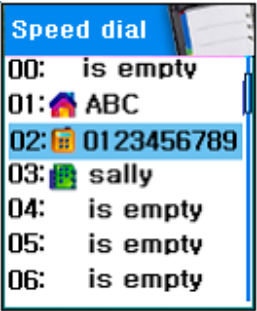 Speed dial
00: is empty
01: ABC
02: 0123456789
03: sally
04: is empty
05: is empty
06: is empty